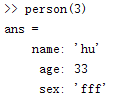 >> person(3)
ans =
name: 'hu'
age: 33
sex: 'fff'